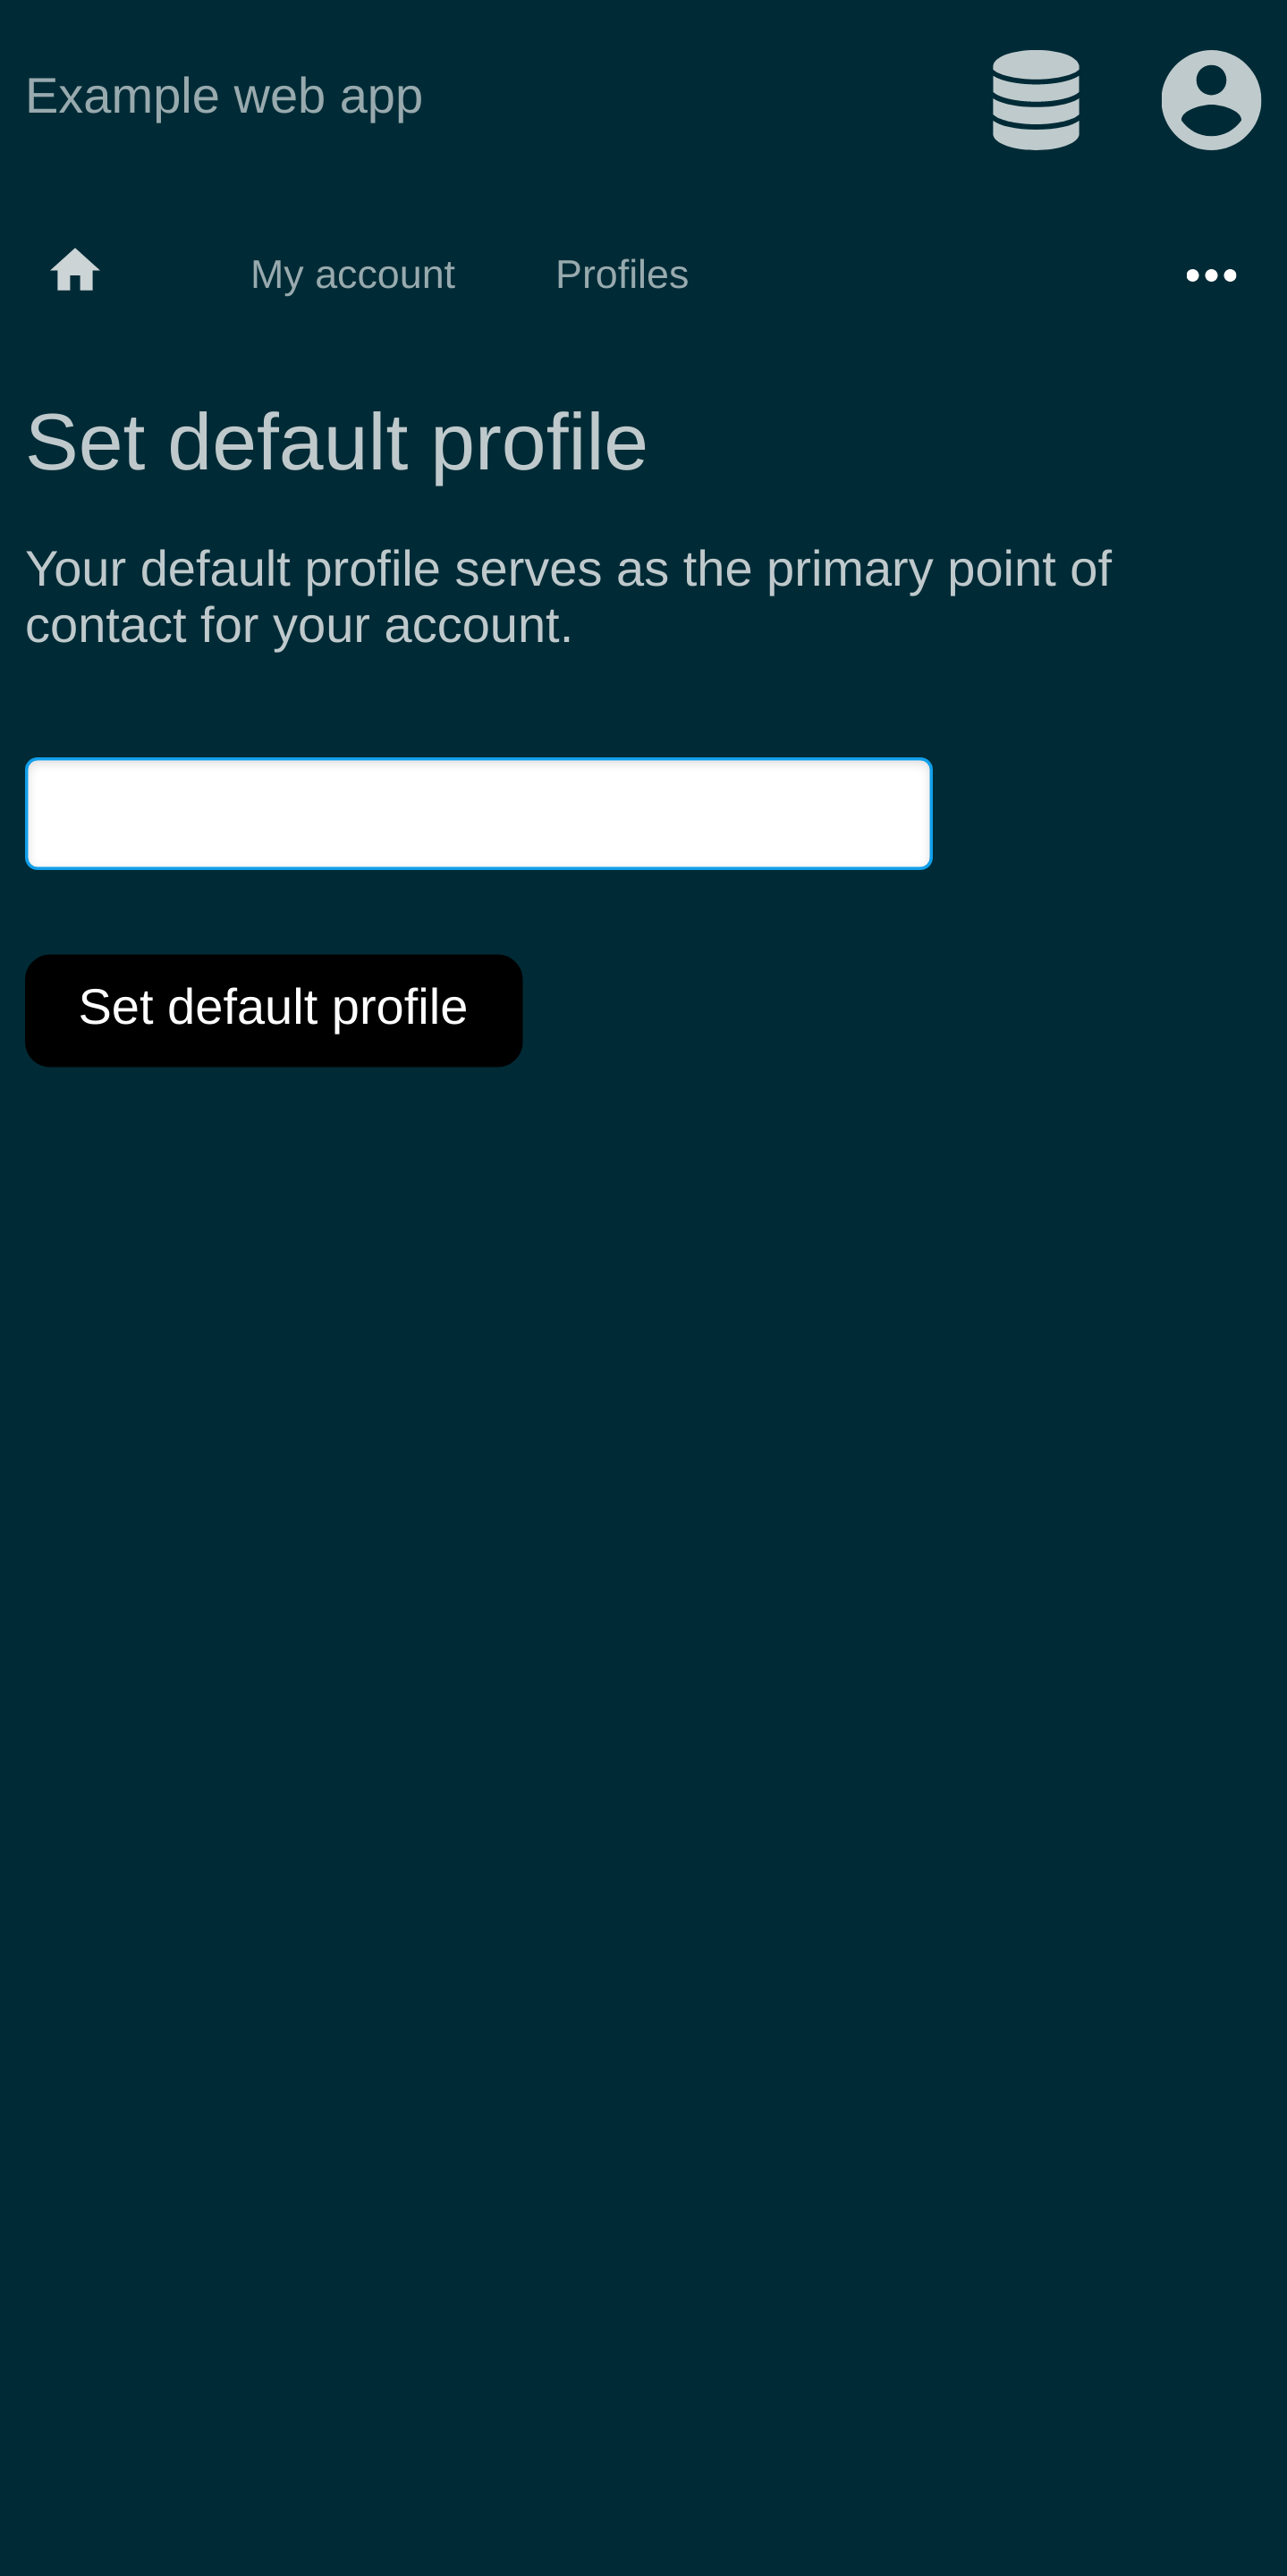 Example web app
My account Profiles
Set default profile
Your default profile serves as the primary point of
contact for your account.
Set default profile